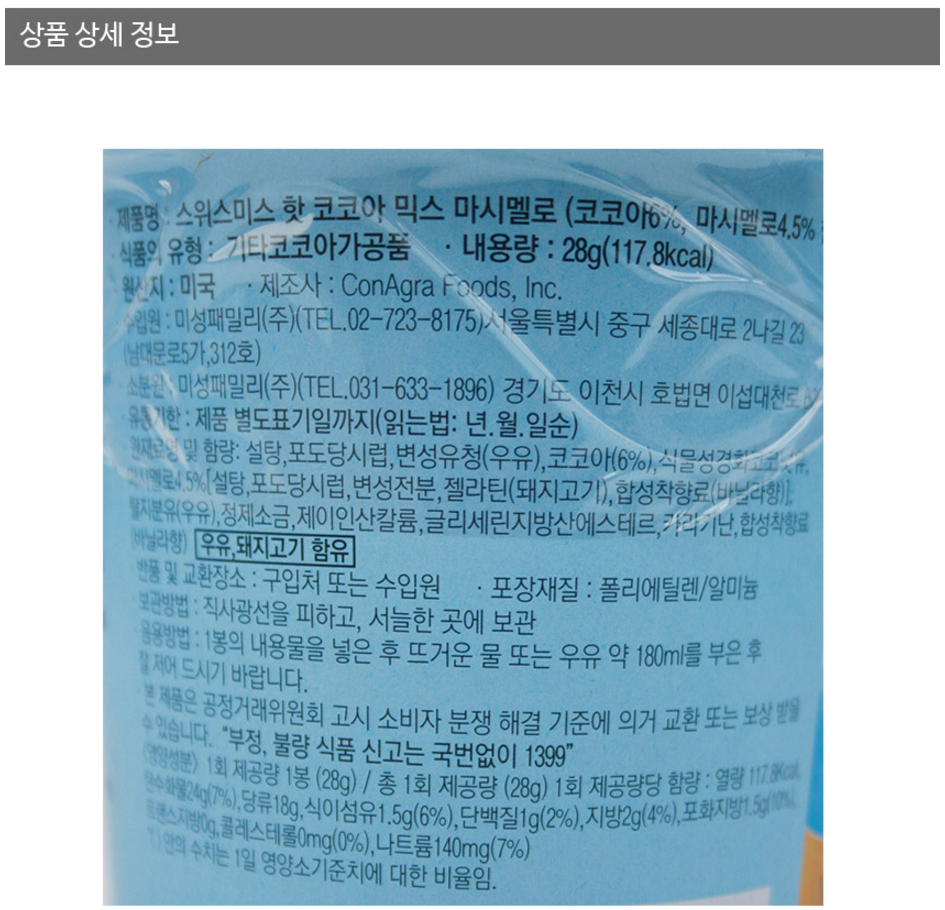 상품 상세 정보
· 제품명 : 스위스미스 핫 코코아 믹스 마시멜로 (코코아6%, 마시멜로4.5%
· 식품의 유형 : 기타코코아가공품 · 내용량 : 28g(117.8kcal)
· 원산지 : 미국 · 제조사 : ConAgra Foods, Inc.
수입원 : 미성패밀리(주)(TEL.02-723-8175)서울특별시 중구 세종대로 2나길 23
(남대문로5가,312호)
· 소분원 : 미성패밀리(주)(TEL.031-633-1896) 경기도 이천시 호법면 이섭대천로
· 유통기한 : 제품 별도표기일까지(읽는법: 년.월.일순)
원재료명 및 함량: 설탕,포도당시럽,변성유청(우유),코코아(6%),식물성경화코코넛유,
마시멜로4.5%[설탕,포도당시럽,변성전분,젤라틴(돼지고기),합성착향료(바닐라향)],
탈지분유(우유),정제소금,제이인산칼륨,글리세린지방산에스테르,카라기난,합성착향료
(바닐라향) 우유,돼지고기 함유
· 반품 및 교환장소 : 구입처 또는 수입원 · 포장재질 : 폴리에틸렌/알미늄
· 보관방법 : 직사광선을 피하고, 서늘한 곳에 보관
· 음용방법 : 1봉의 내용물을 넣은 후 뜨거운 물 또는 우유 약 180ml를 부은 후
잘 저어 드시기 바랍니다.
· 본 제품은 공정거래위원회 고시 소비자 분쟁 해결 기준에 의거 교환 또는 보상 받을
수 있습니다. “부정, 불량 식품 신고는 국번없이 1399”
(영양성분) 1회 제공량 1봉 (28g) / 총 1회 제공량 (28g) 1회 제공량당 함량 : 열량 117.8Kcal,
탄수화물24g(7%),당류18g,식이섬유1.5g(6%),단백질1g(2%),지방2g(4%),포화지방1.5g(10%),
트랜스지방0g,콜레스테롤0mg(0%),나트륨140mg(7%)
*( )안의 수치는 1일 영양소기준치에 대한 비율임.